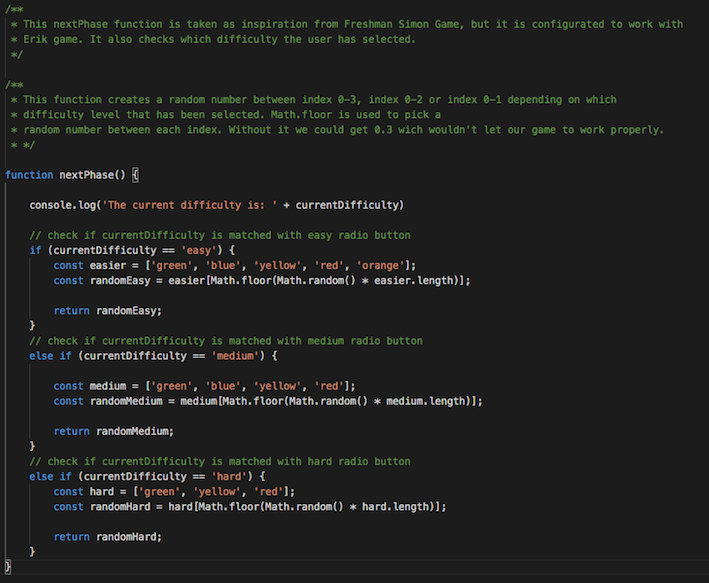 /**
* This nextPhase function is taken as inspiration from Freshman Simon Game, but it is configurated to work with
* Erik game. It also checks which difficulty the user has selected.
*/
/**
* This function creates a random number between index 0-3, index 0-2 or index 0-1 depending on which
* difficulty level that has been selected. Math.floor is used to pick a
* random number between each index. Without it we could get 0.3 wich wouldn't let our game to work properly.
* */
function nextPhase() {
console.log('The current difficulty is: ' + currentDifficulty)
// check if currentDifficulty is matched with easy radio button
if (currentDifficulty == 'easy') {
const easier = ['green', 'blue', 'yellow', 'red', 'orange'];
const randomEasy = easier[Math.floor(Math.random() * easier.length)];
return randomEasy;
}
// check if currentDifficulty is matched with medium radio button
else if (currentDifficulty == 'medium') {
const medium = ['green', 'blue', 'yellow', 'red'];
const randomMedium = medium[Math.floor(Math.random() * medium.length)];
return randomMedium;
}
// check if currentDifficulty is matched with hard radio button
else if (currentDifficulty == 'hard') {
const hard = ['green', 'yellow', 'red'];
const randomHard = hard[Math.floor(Math.random() * hard.length)];
return randomHard;
}
}